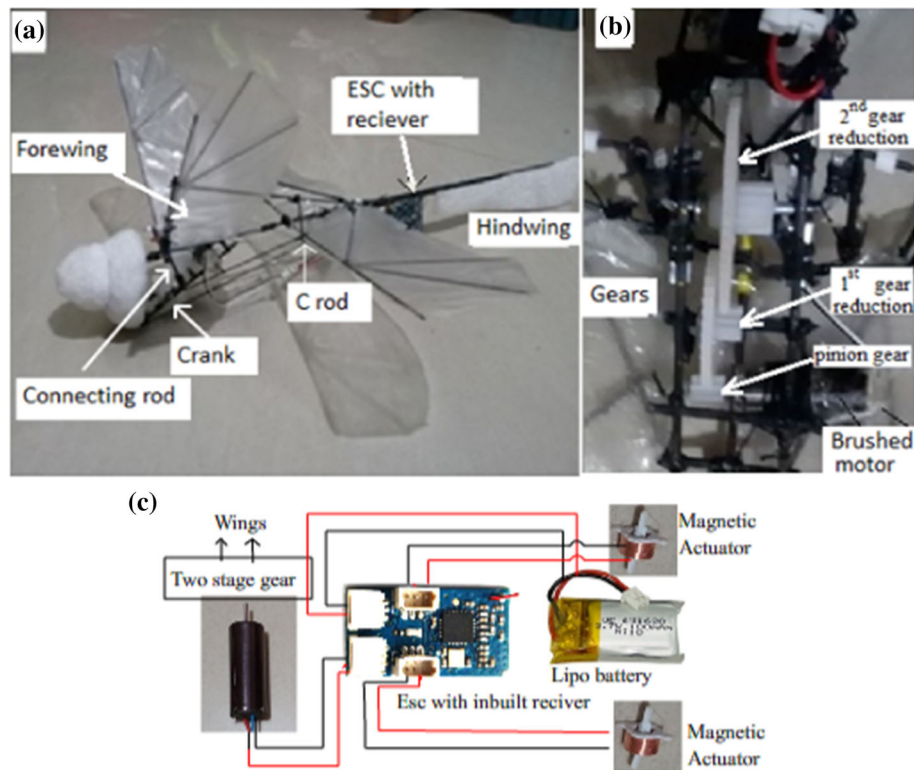 (a)
ESC with
reciever
Forewing
Hindwing
C rod
Crank
Connecting rod
(b)
2nd gear
reduction
Gears
1st gear
reduction
pinion gear
Brushed
motor
(c)
Wings
Two stage gear
Magnetic
Actuator
Esc with inbuilt reciver
Lipo battery
Magnetic
Actuator